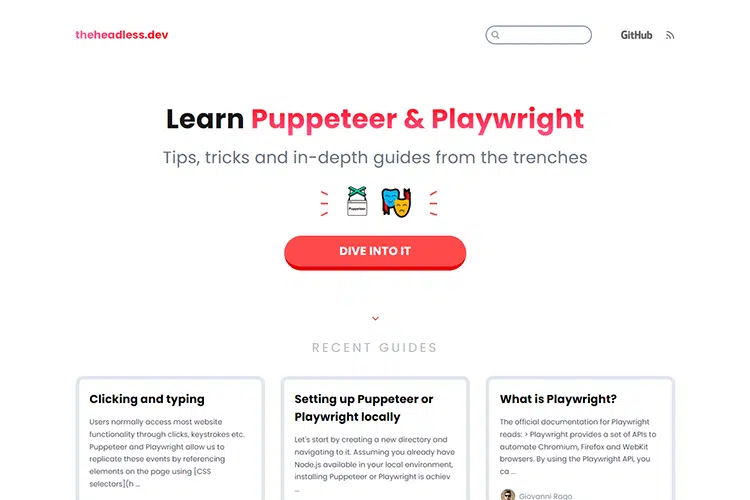 theheadless.dev
GitHub
Learn Puppeteer & Playwright
Tips, tricks and in-depth guides from the trenches
Puppeteer
DIVE INTO IT
RECENT GUIDES
Clicking and typing
Users normally access most website
functionality through clicks, keystrokes etc.
Puppeteer and Playwright allow us to
replicate these events by referencing
elements on the page using [CSS
selectors](h ...
Setting up Puppeteer or
Playwright locally
Let's start by creating a new directory and
navigating to it. Assuming you already have
Node.js available in your local environment,
installing Puppeteer or Playwright is achiev
...
What is Playwright?
The official documentation for Playwright
reads: > Playwright provides a set of APIs to
automate Chromium, Firefox and WebKit
browsers. By using the Playwright API, you
ca ...
Giovanni Rago